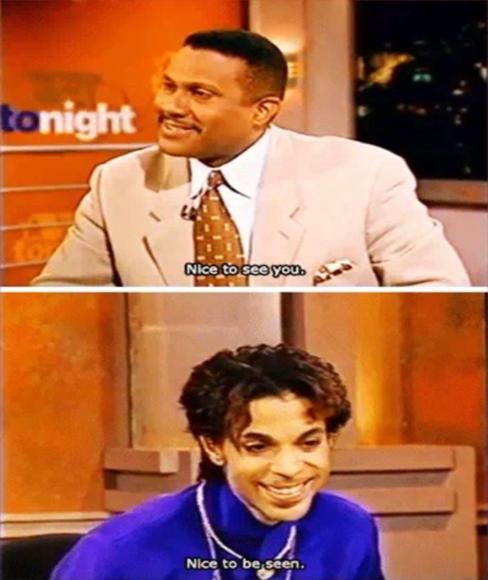 tonight
Nice to see you.
Nice to be seen.